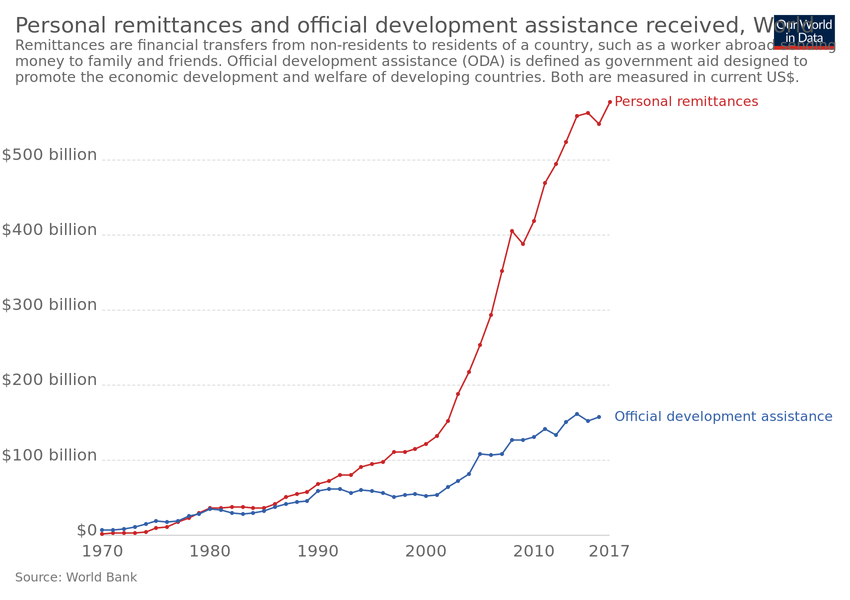 Personal remittances and official development assistance received, World
Our World
in Data
Remittances are financial transfers from non-residents to residents of a country, such as a worker abroad sending
money to family and friends. Official development assistance (ODA) is defined as government aid designed to
promote the economic development and welfare of developing countries. Both are measured in current US$.
Personal remittances
$500 billion
$400 billion
$300 billion
$200 billion
Official development assistance
$100 billion
$0
1970 1980 1990 2000 2010 2017
Source: World Bank